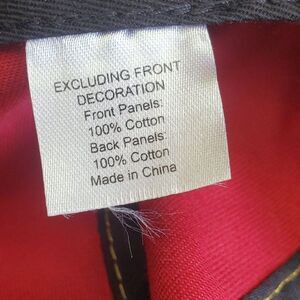 EXCLUDING FRONT
DECORATION
Front Panels:
100% Cotton
Back Panels:
100% Cotton
Made in China